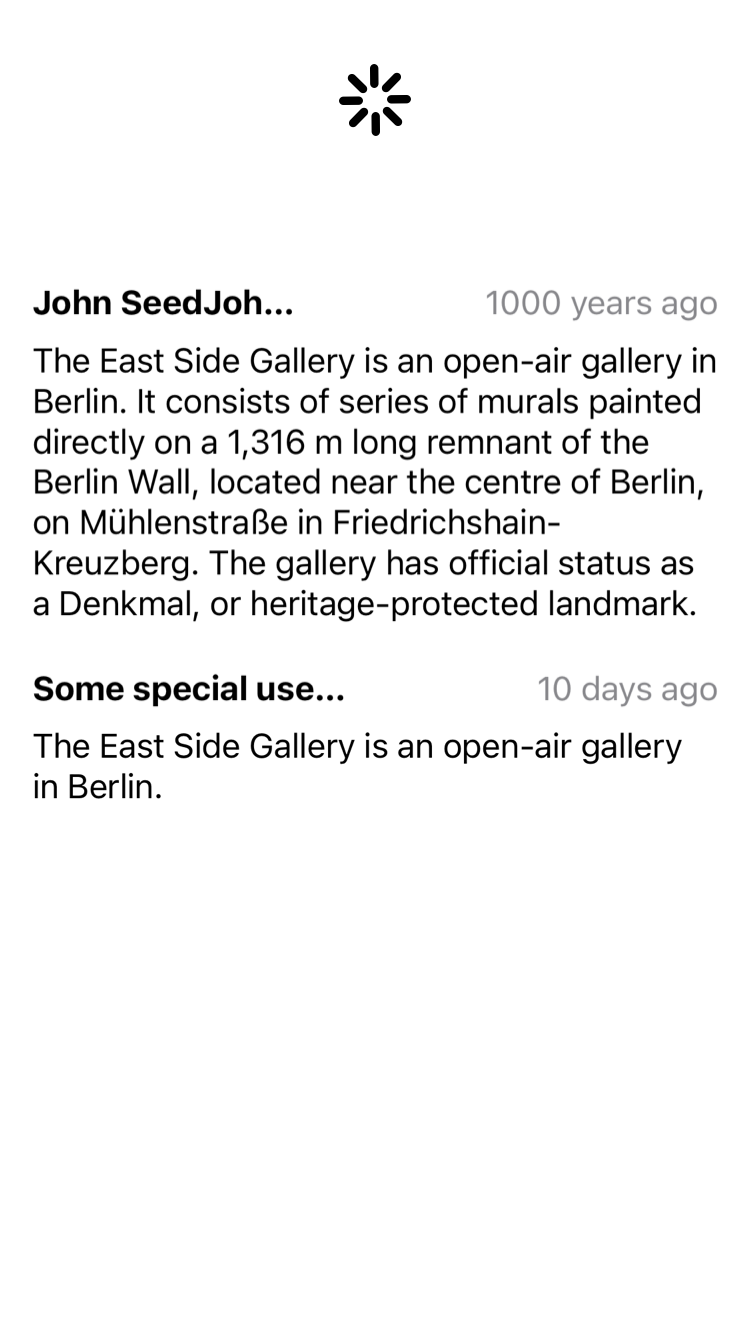 John SeedJoh...
1000 years ago
The East Side Gallery is an open-air gallery in
Berlin. It consists of series of murals painted
directly on a 1,316 m long remnant of the
Berlin Wall, located near the centre of Berlin,
on Mühlenstraße in Friedrichshain-
Kreuzberg. The gallery has official status as
a Denkmal, or heritage-protected landmark.
Some special use...
10 days ago
The East Side Gallery is an open-air gallery
in Berlin.